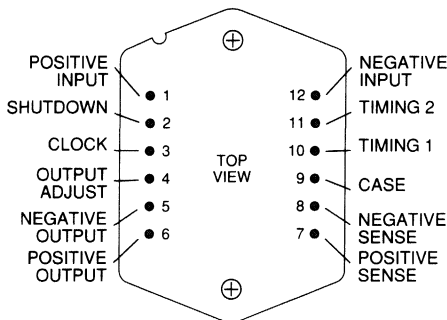 POSITIVE
INPUT
1
SHUTDOWN
2
CLOCK
3
OUTPUT
ADJUST
4
NEGATIVE
OUTPUT
5
POSITIVE
OUTPUT
6
TOP
VIEW
NEGATIVE
INPUT
12
TIMING 2
11
TIMING 1
10
CASE
9
NEGATIVE
SENSE
8
POSITIVE
SENSE
7